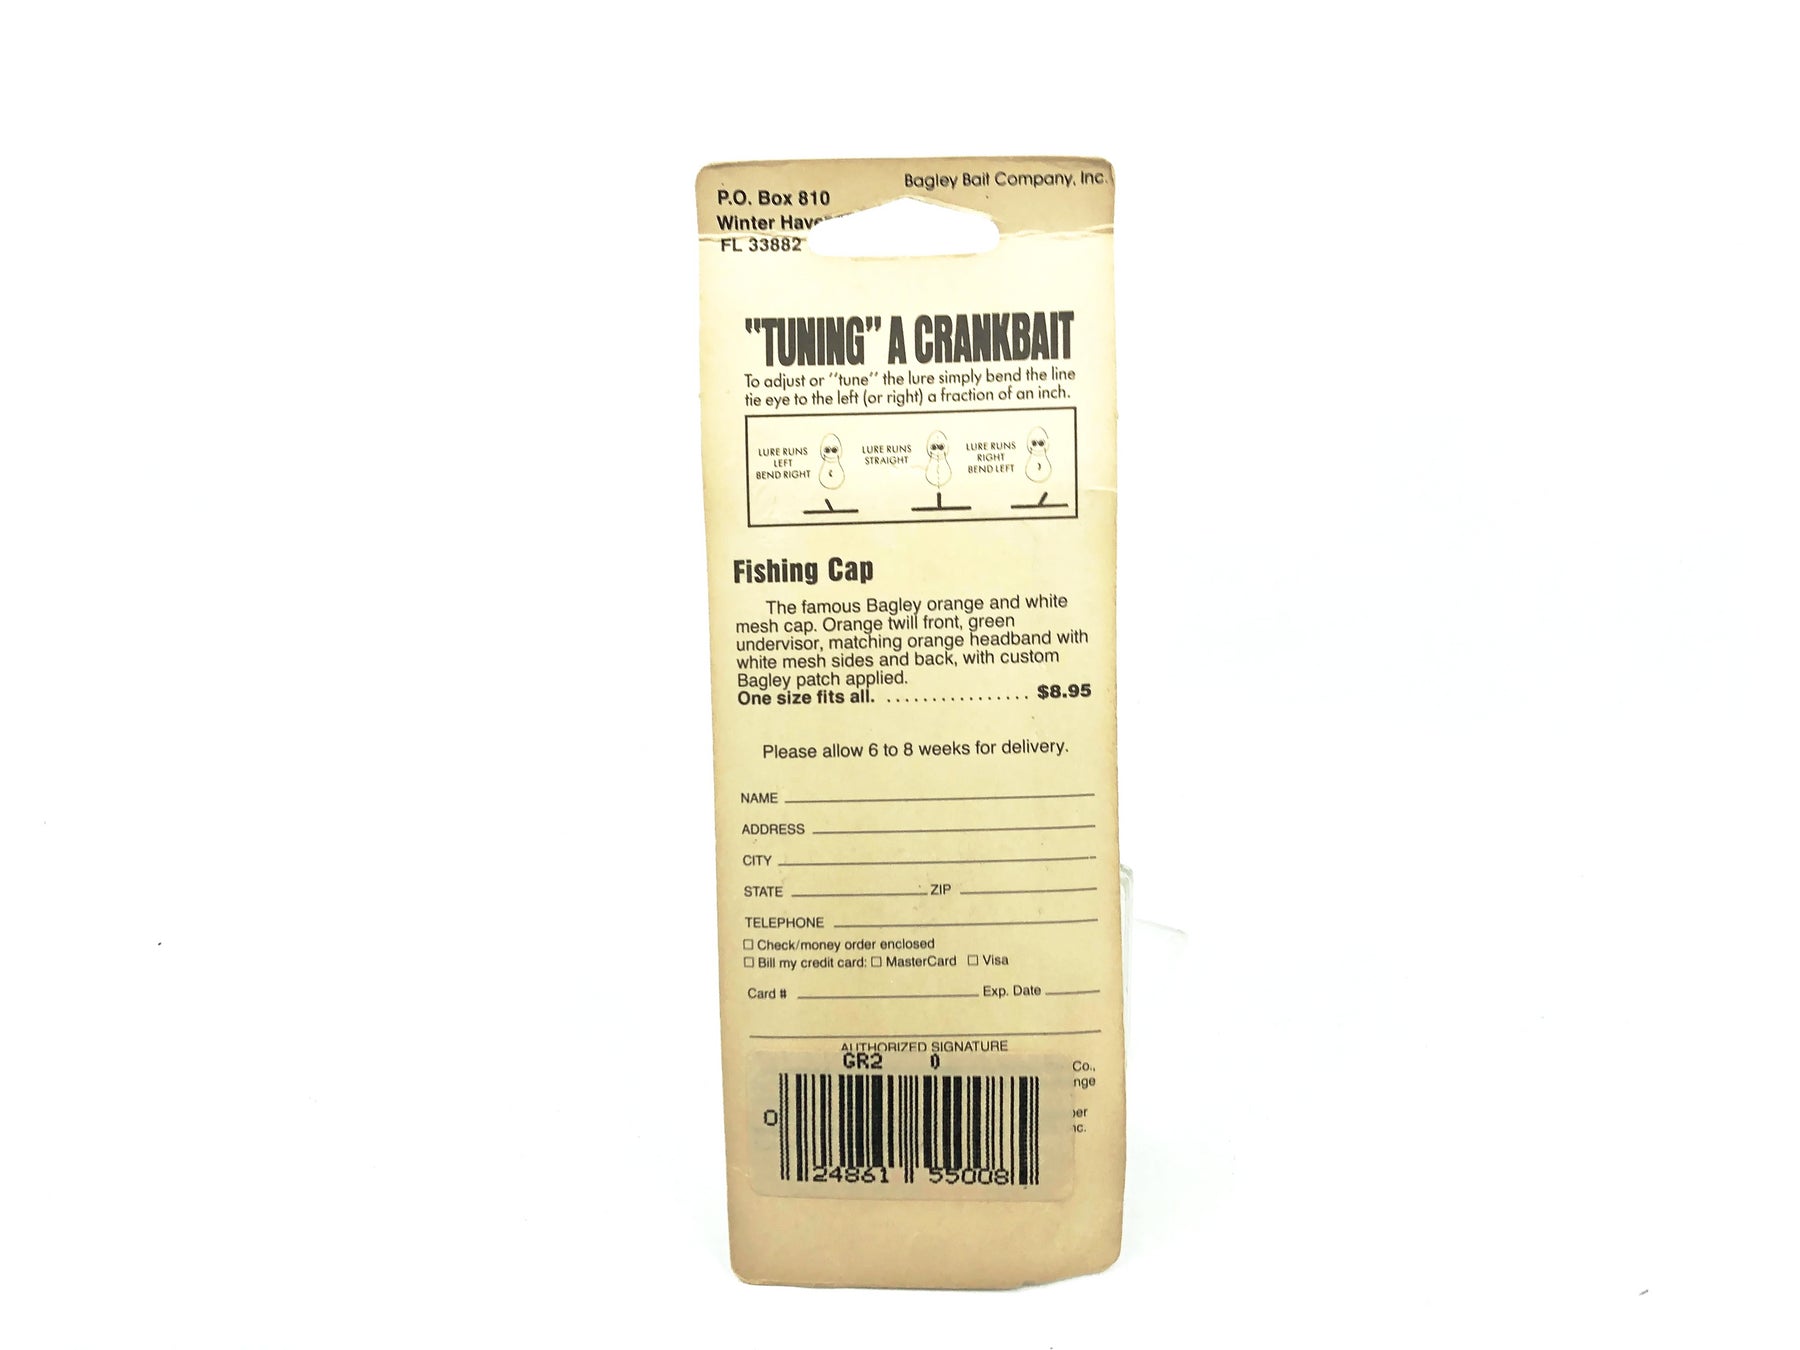 Bagley Bait Company, Inc.
P.O. Box 810
Winter
FL 33882
"TUNING" A CRANKBAIT
To adjust or "tune" the lure simply bend the line
tie eye to the left (or right) a fraction of an inch.
LURE RUNS
LEFT
BEND RIGHT
LURE RUNS
STRAIGHT
LURE RUNS
RIGHT
BEND LEFT
Fishing Cap
The famous Bagley orange and white
mesh cap. Orange twill front, green
undervisor, matching orange headband with
white mesh sides and back, with custom
Bagley patch applied.
One size fits all. ................ $8.95
Please allow 6 to 8 weeks for delivery.
NAME
ADDRESS
CITY
STATE ZIP
TELEPHONE
☐ Check/money order enclosed
☐ Bill my credit card: ☐ MasterCard ☐ Visa
Card # Exp. Date
AUTHORIZED SIGNATURE
GR2 0
Co.,
0 24861 55008